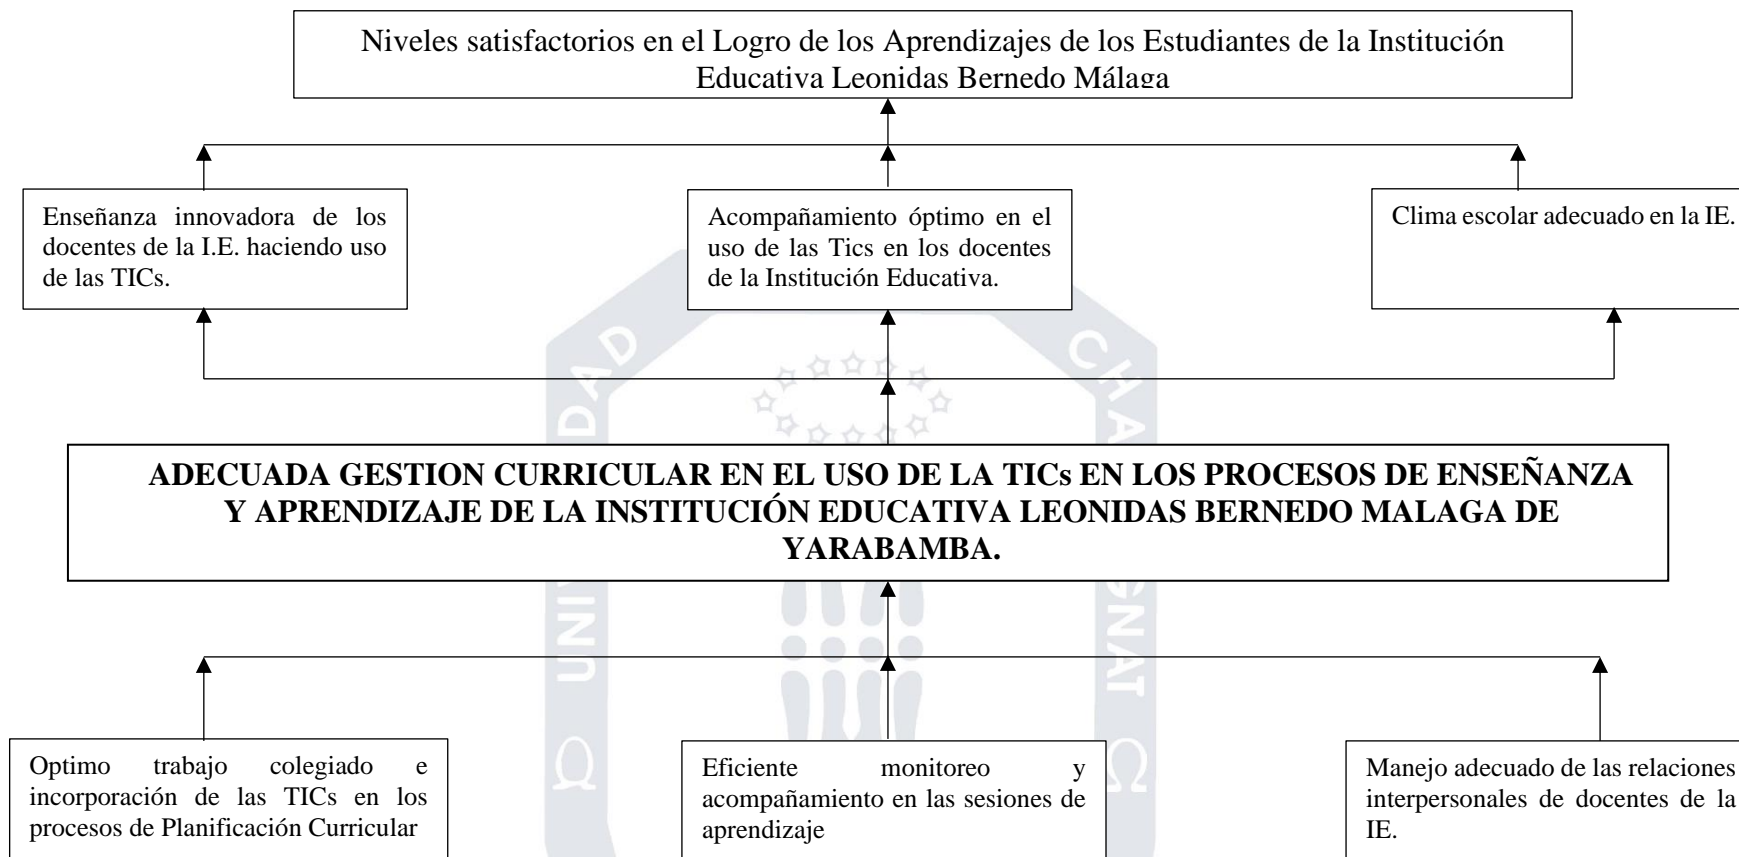 Niveles satisfactorios en el Logro de los Aprendizajes de los Estudiantes de la Institución
Educativa Leonidas Bernedo Málaga
Enseñanza innovadora de los
docentes de la I.E. haciendo uso
de las TICs.
Acompañamiento óptimo en el
uso de las Tics en los docentes
de la Institución Educativa.
Clima escolar adecuado en la IE.
ADECUADA GESTION CURRICULAR EN EL USO DE LA TICs EN LOS PROCESOS DE ENSEÑANZA
Y APRENDIZAJE DE LA INSTITUCIÓN EDUCATIVA LEONIDAS BERNEDO MALAGA DE
YARABAMBA.
Optimo trabajo colegiado e
incorporación de las TICs en los
procesos de Planificación Curricular
Eficiente monitoreo y
acompañamiento en las sesiones de
aprendizaje
Manejo adecuado de las relaciones
interpersonales de docentes de la
IE.